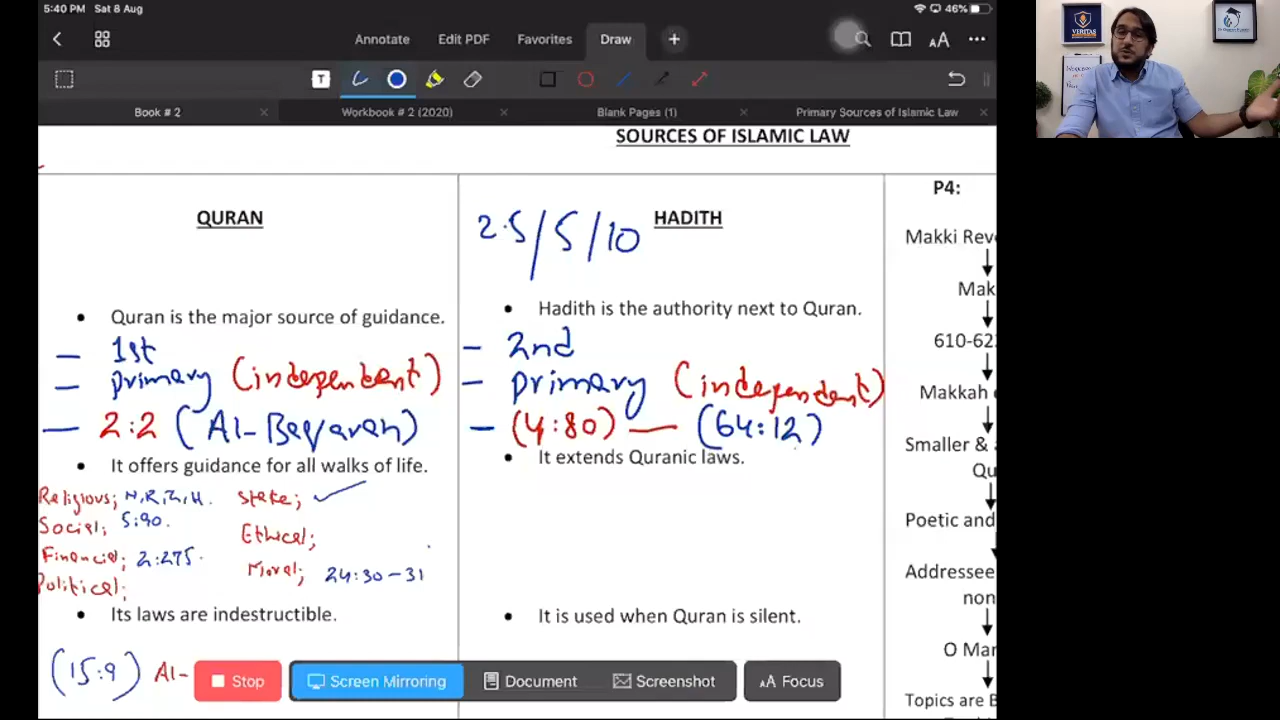 5:40 PM Sat 8 Aug 46%
Annotate Edit PDF Favorites Draw
Book # 2 Workbook # 2 (2020) Blank Pages (1) Primary Sources of Islamic Law
SOURCES OF ISLAMIC LAW
QURAN
• Quran is the major source of guidance.
– 1st
– primary (independent)
– 2:2 (Al-Baqarah)
• It offers guidance for all walks of life.
Religious; N, R, Z, H. State;
Social; 5:90. Ethical;
Financial; 2:275. Moral; 24:30-31
Political;
• Its laws are indestructible.
(15:9) Al-
2.5/5/10 HADITH
• Hadith is the authority next to Quran.
– 2nd
– primary (independent)
– (4:80) — (64:12)
• It extends Quranic laws.
• It is used when Quran is silent.
P4:
Makki Reve
Mak
610-62
Makkah
Smaller &
Qu
Poetic and
Addressee
non
O Mar
Topics are B
Stop Screen Mirroring Document Screenshot AA Focus
VERITAS